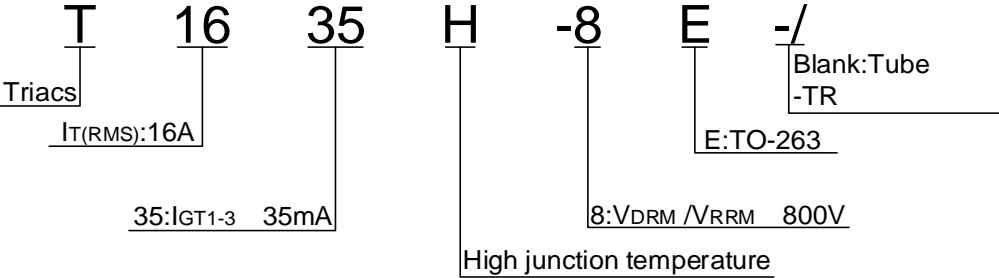 T 16 35 H -8 E -/
Blank:Tube
Triacs
-TR
IT(RMS):16A
E:TO-263
35:IGT1-3 35mA
8:VDRM /VRRM 800V
High junction temperature